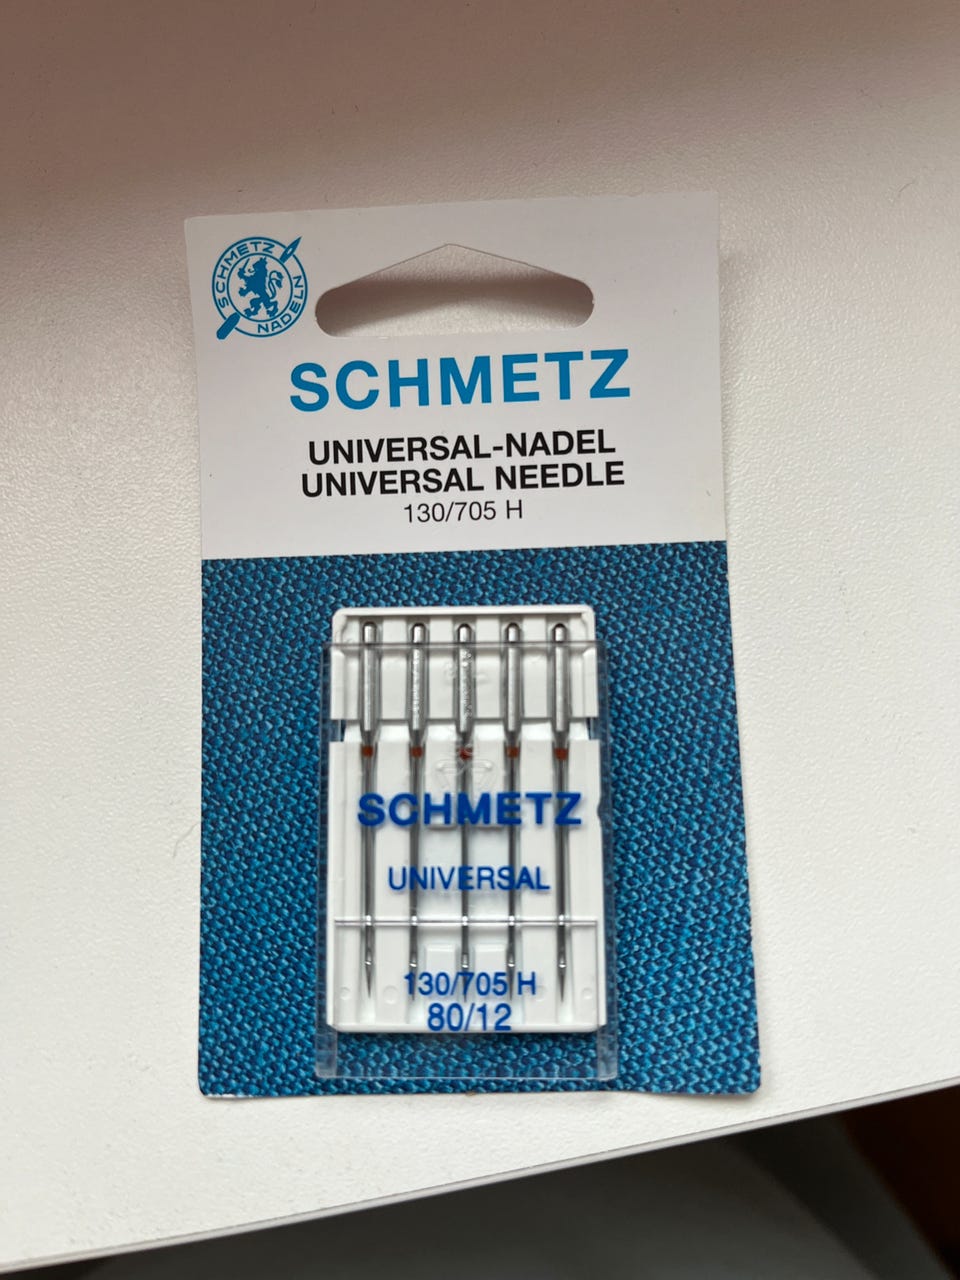 SCHMETZ
NADELN
SCHMETZ
UNIVERSAL-NADEL
UNIVERSAL NEEDLE
130/705 H
SCHMETZ
UNIVERSAL
130/705 H
80/12